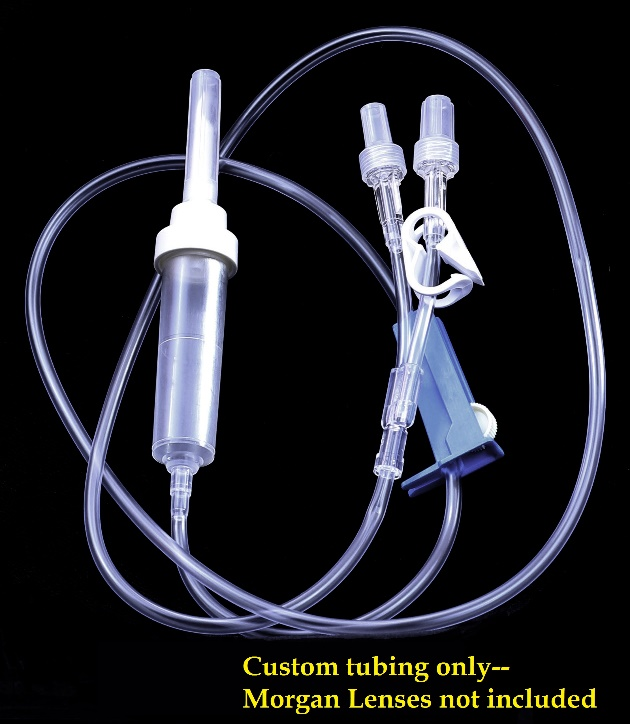 Custom tubing only--
Morgan Lenses not included